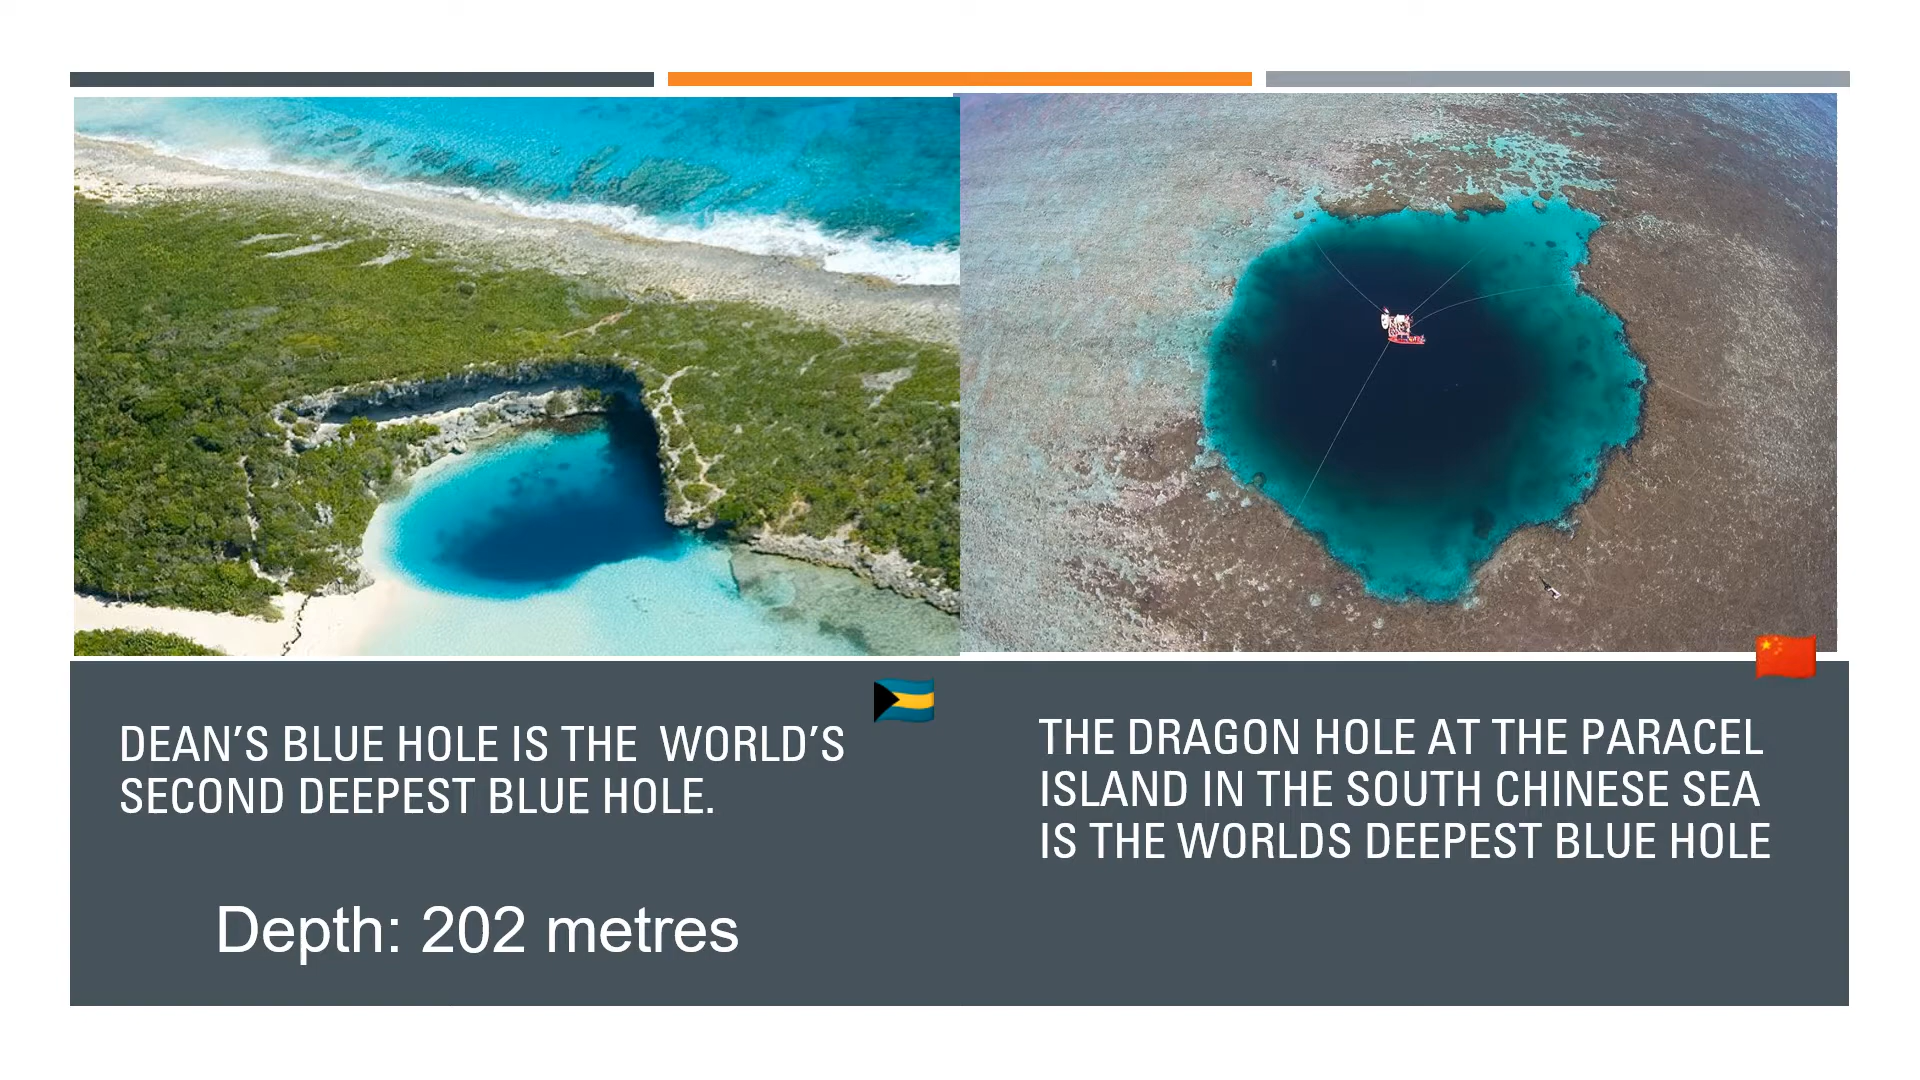 DEAN’S BLUE HOLE IS THE  WORLD’S
SECOND DEEPEST BLUE HOLE.
Depth: 202 metres
THE DRAGON HOLE AT THE PARACEL
ISLAND IN THE SOUTH CHINESE SEA
IS THE WORLDS DEEPEST BLUE HOLE